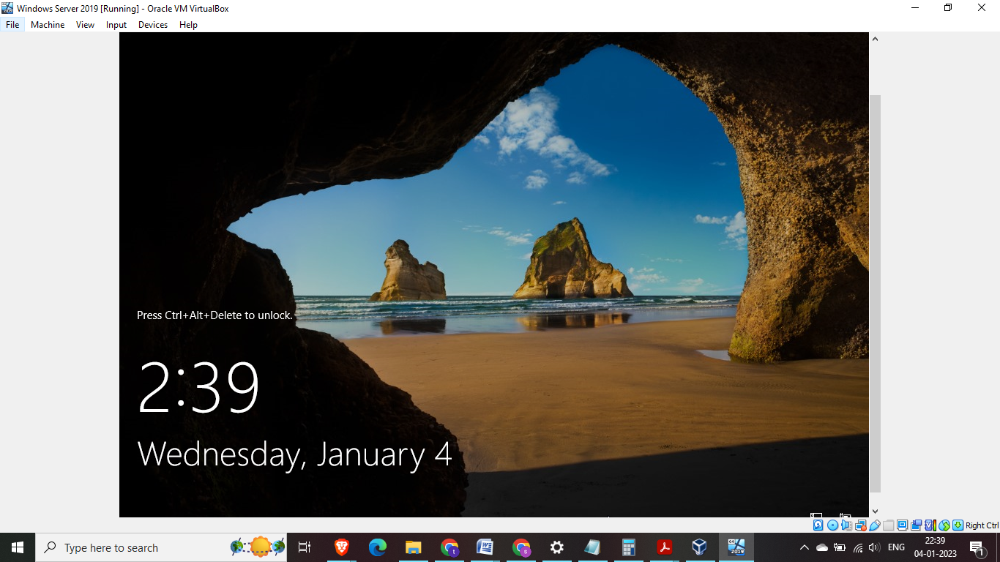 Windows Server 2019 [Running] - Oracle VM VirtualBox
File Machine View Input Devices Help
Press Ctrl+Alt+Delete to unlock.
2:39
Wednesday, January 4
Right Ctrl
Type here to search
ENG
22:39
04-01-2023
1